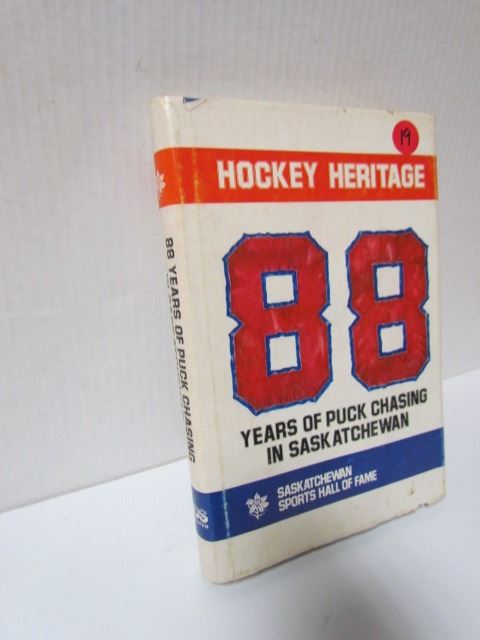 19
HOCKEY HERITAGE
88
YEARS OF PUCK CHASING
IN SASKATCHEWAN
SASKATCHEWAN
SPORTS HALL OF FAME
88 YEARS OF PUCK CHASING